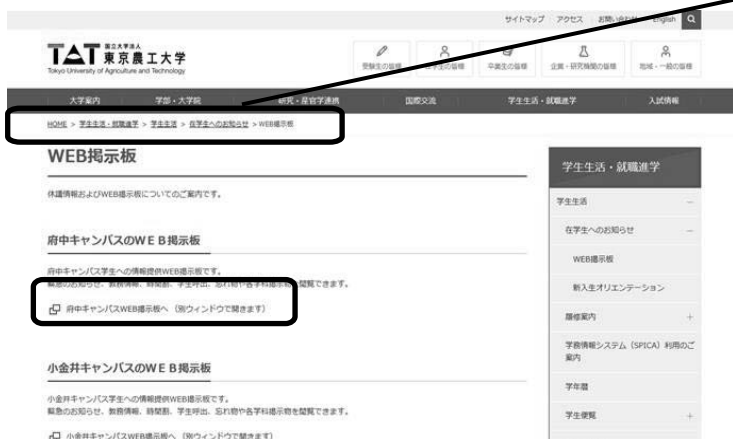 サイトマップ アクセス お問い合わせ English
TAT 国立大学法人 東京農工大学
Tokyo University of Agriculture and Technology
受験生の皆様 在学生の皆様 卒業生の皆様 企業・研究機関の皆様 地域・一般の皆様
大学案内 学部・大学院 研究・産官学連携 国際交流 学生生活・就職進学 入試情報
HOME > 学生生活・就職進学 > 学生生活 > 在学生へのお知らせ > WEB掲示板
WEB掲示板
休講情報およびWEB掲示板についてのご案内です。
府中キャンパスのWEB掲示板
府中キャンパス学生への情報提供WEB掲示板です。
緊急のお知らせ、教務情報、時間割、学生呼出、忘れ物や各学科掲示物を閲覧できます。
府中キャンパスWEB掲示板へ（別ウィンドウで開きます）
小金井キャンパスのWEB掲示板
小金井キャンパス学生への情報提供WEB掲示板です。
緊急のお知らせ、教務情報、時間割、学生呼出、忘れ物や各学科掲示物を閲覧できます。
小金井キャンパスWEB掲示板へ（別ウィンドウで開きます）
学生生活・就職進学
学生生活 －
在学生へのお知らせ －
WEB掲示板
新入生オリエンテーション
履修案内 +
学務情報システム（SPICA）利用のご
案内
学年暦
学生便覧 +